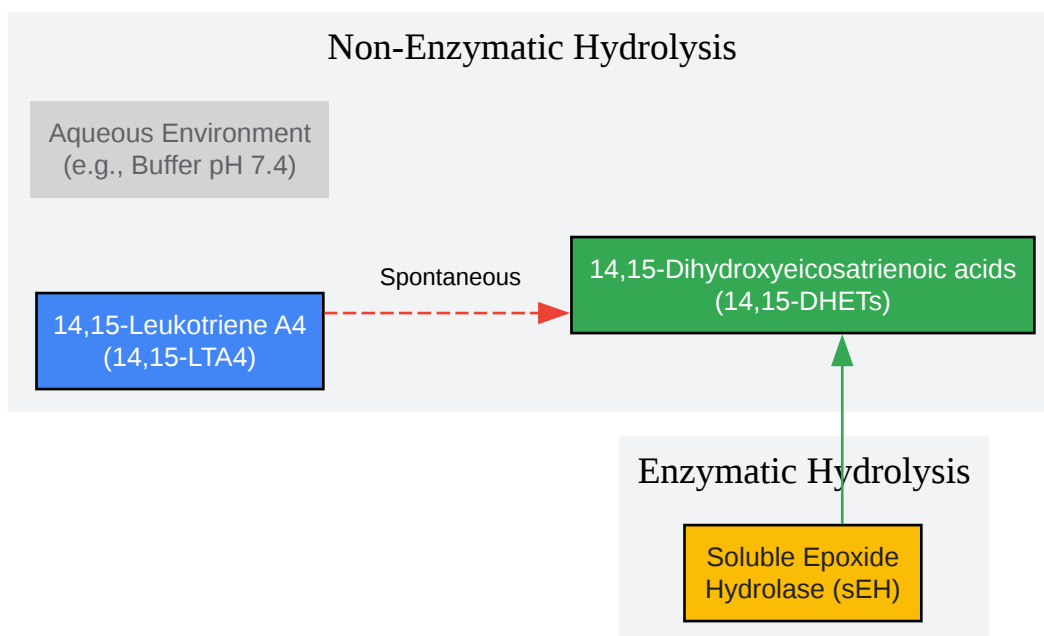 Non-Enzymatic Hydrolysis
Aqueous Environment
(e.g., Buffer pH 7.4)
Spontaneous
14,15-Leukotriene A4
(14,15-LTA4)
14,15-Dihydroxyeicosatrienoic acids
(14,15-DHETs)
Enzymatic Hydrolysis
Soluble Epoxide
Hydrolase (sEH)